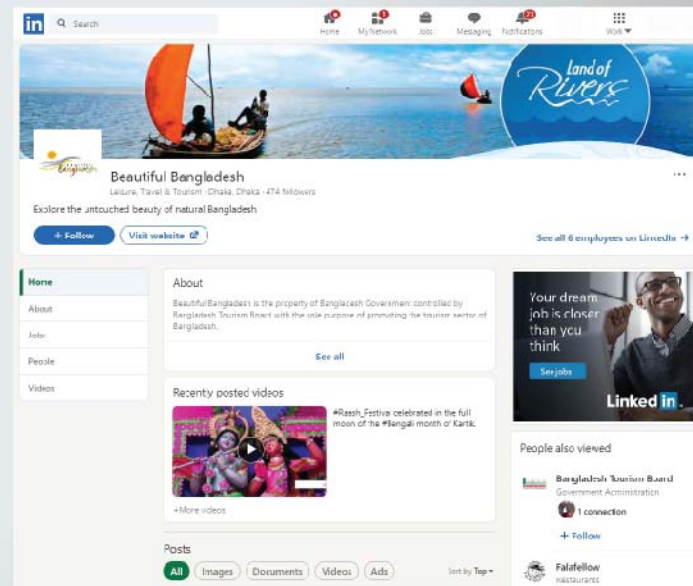 in Search
Home My Network Jobs Messaging Notifications 21 Work
Land of
Rivers
Bangladesh
Beautiful Bangladesh
Leisure, Travel & Tourism · Dhaka, Dhaka · 474 followers
Explore the untouched beauty of natural Bangladesh
+ Follow
Visit website
See all 6 employees on LinkedIn →
Home
About
Jobs
People
Videos
About
Beautiful Bangladesh is the property of Bangladesh Government controlled by
Bangladesh Tourism Board with the sole purpose of promoting the tourism sector of
Bangladesh.
See all
Recently posted videos
#Rassh_Festival celebrated in the full
moon of the #Bengali month of Kartik.
+More videos
Posts
All Images Documents Videos Ads
Sort by Top
Your dream
job is closer
than you
think
See jobs
Linked in
People also viewed
Bangladesh Tourism Board
Government Administration
1 connection
+ Follow
Falafellow
Restaurants